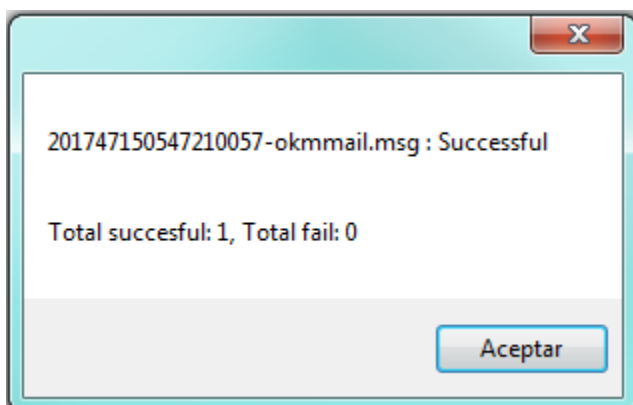 201747150547210057-okmmail.msg : Successful
Total succesful: 1, Total fail: 0
Aceptar